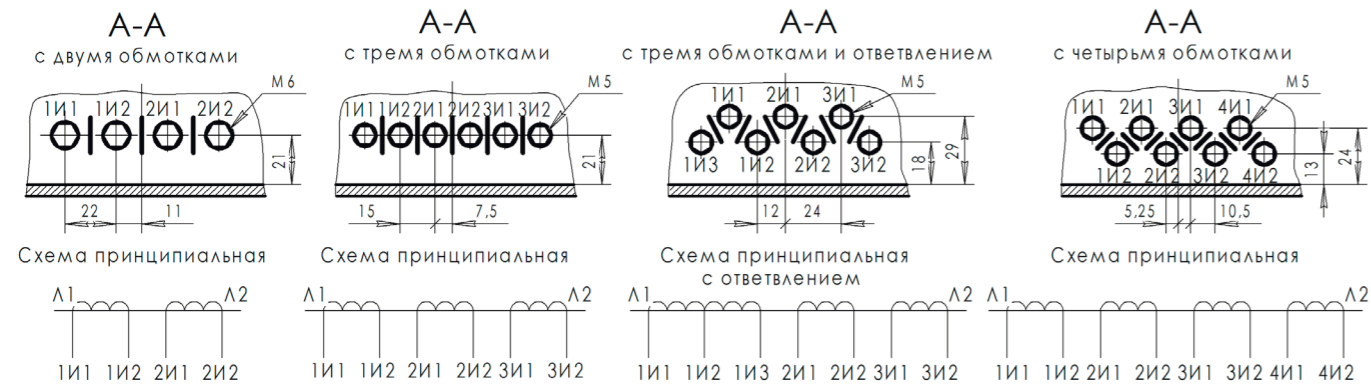 А-А
с двумя обмотками
М6
1И1 1И2 2И1 2И2
21
22 11
Схема принципиальная
Л1 Л2
1И1 1И2 2И1 2И2
А-А
с тремя обмотками
М5
1И1 1И2 2И1 2И2 3И1 3И2
21
15 7,5
Схема принципиальная
Л1 Л2
1И1 1И2 2И1 2И2 3И1 3И2
А-А
с тремя обмотками и ответвлением
М5
1И1 2И1 3И1
1И3 1И2 2И2 3И2
18 29
12 24
Схема принципиальная
с ответвлением
Л1 Л2
1И1 1И2 1И3 2И1 2И2 3И1 3И2
А-А
с четырьмя обмотками
М5
1И1 2И1 3И1 4И1
1И2 2И2 3И2 4И2
13 24
5,25 10,5
Схема принципиальная
Л1 Л2
1И1 1И2 2И1 2И2 3И1 3И2 4И1 4И2